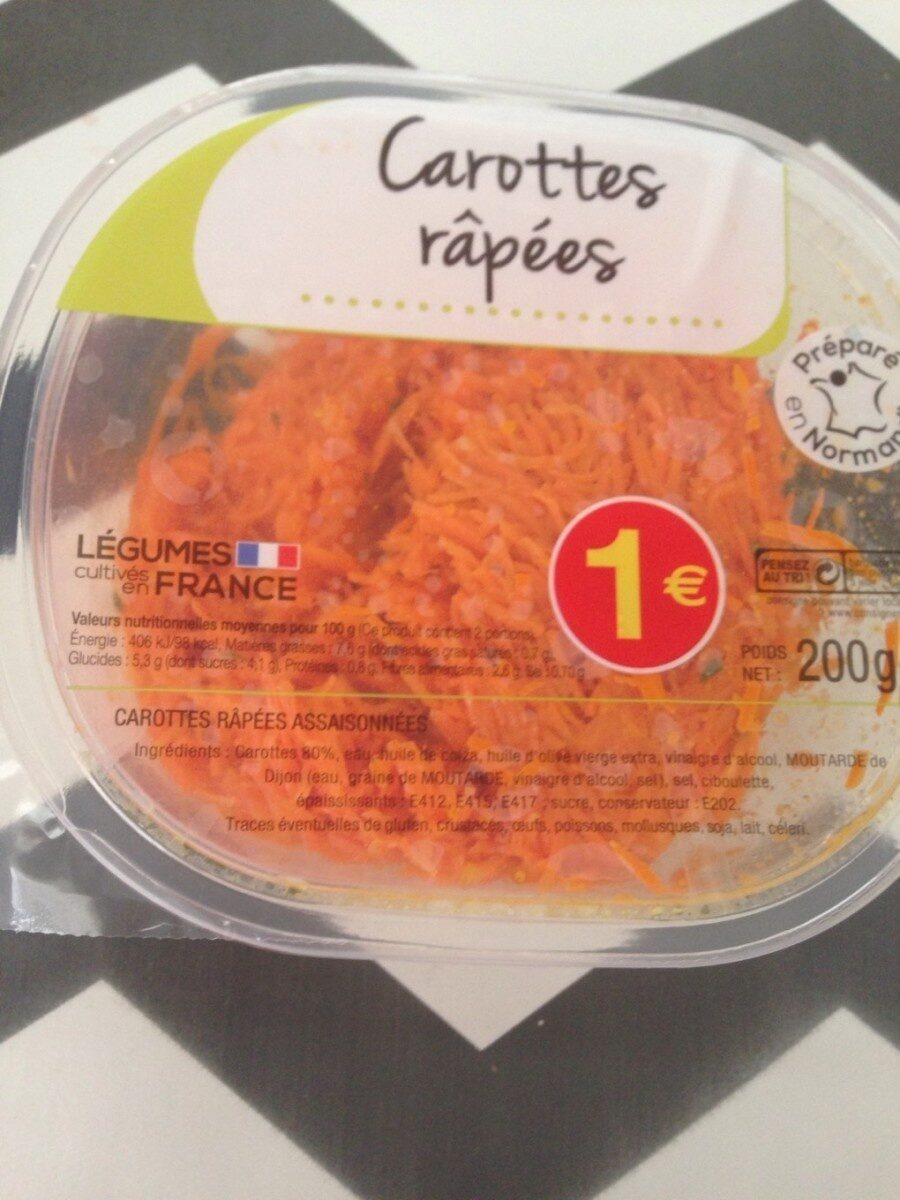 Carottes
râpées
Préparé
en Norman
LÉGUMES
cultivés
en FRANCE
1 €
PENSEZ
AU TRI !
Valeurs nutritionnelles moyennes pour 100 g (Ce produit contient 2 portions)
Énergie : 406 kJ/98 kcal, Matières grasses : 7,6 g (dont acides gras saturés : 0,7 g)
Glucides : 5,3 g (dont sucres : 4,1 g), Protéines : 0,8 g, Fibres alimentaires : 2,6 g, Sel : 0,70 g
POIDS
NET : 200g
CAROTTES RÂPÉES ASSAISONNÉES
Ingrédients : Carottes 80%, eau, huile de colza, huile d'olive vierge extra, vinaigre d'alcool, MOUTARDE de
Dijon (eau, graine de MOUTARDE, vinaigre d'alcool, sel), sel, ciboulette,
épaississants : E412, E415, E417, sucre, conservateur : E202.
Traces éventuelles de gluten, crustacés, œufs, poissons, mollusques, soja, lait, céleri.